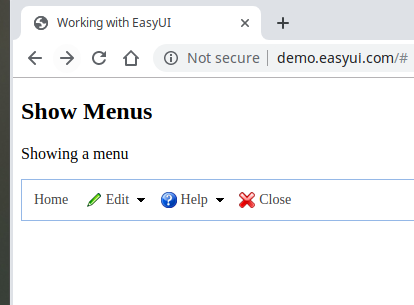 Working with EasyUI
Not secure | demo.easyui.com/#
Show Menus
Showing a menu
Home Edit Help Close